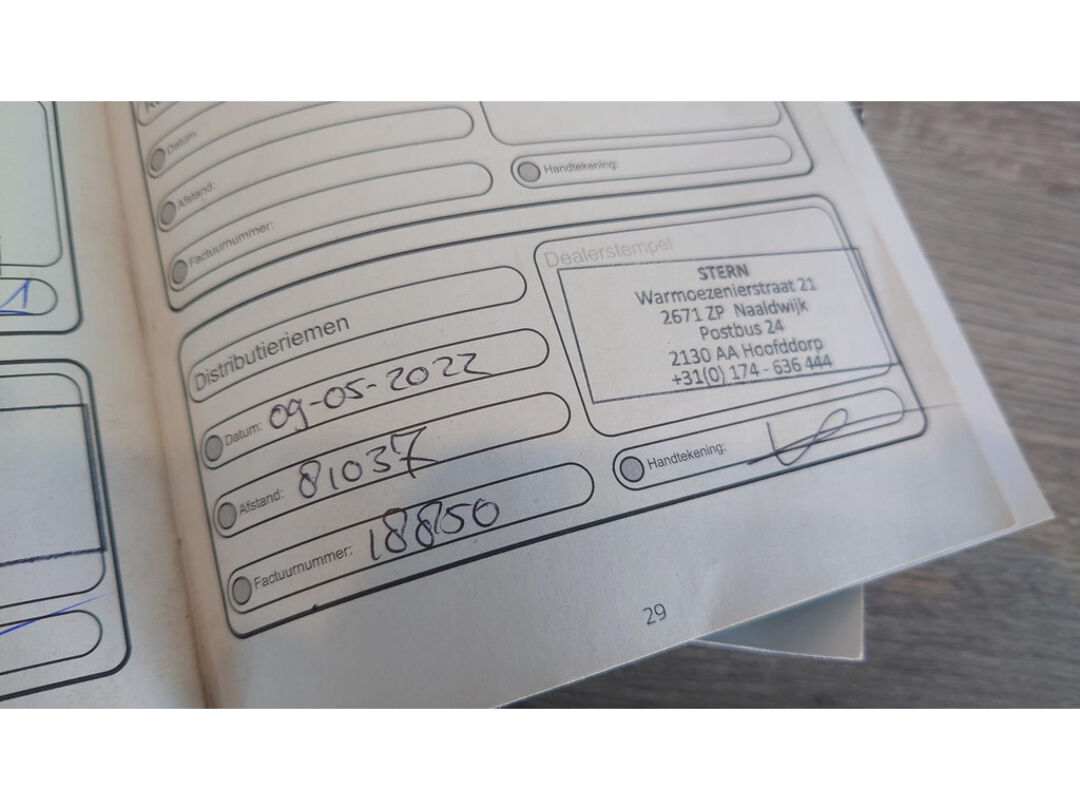 Datum:
Afstand:
Factuurnummer:
Handtekening:
Distributieriemen
Datum: 09-05-2022
Afstand: 81037
Factuurnummer: 18850
Dealerstempel
STERN
Warmoezenierstraat 21
2671 ZP Naaldwijk
Postbus 24
2130 AA Hoofddorp
+31(0) 174 - 636 444
Handtekening:
29